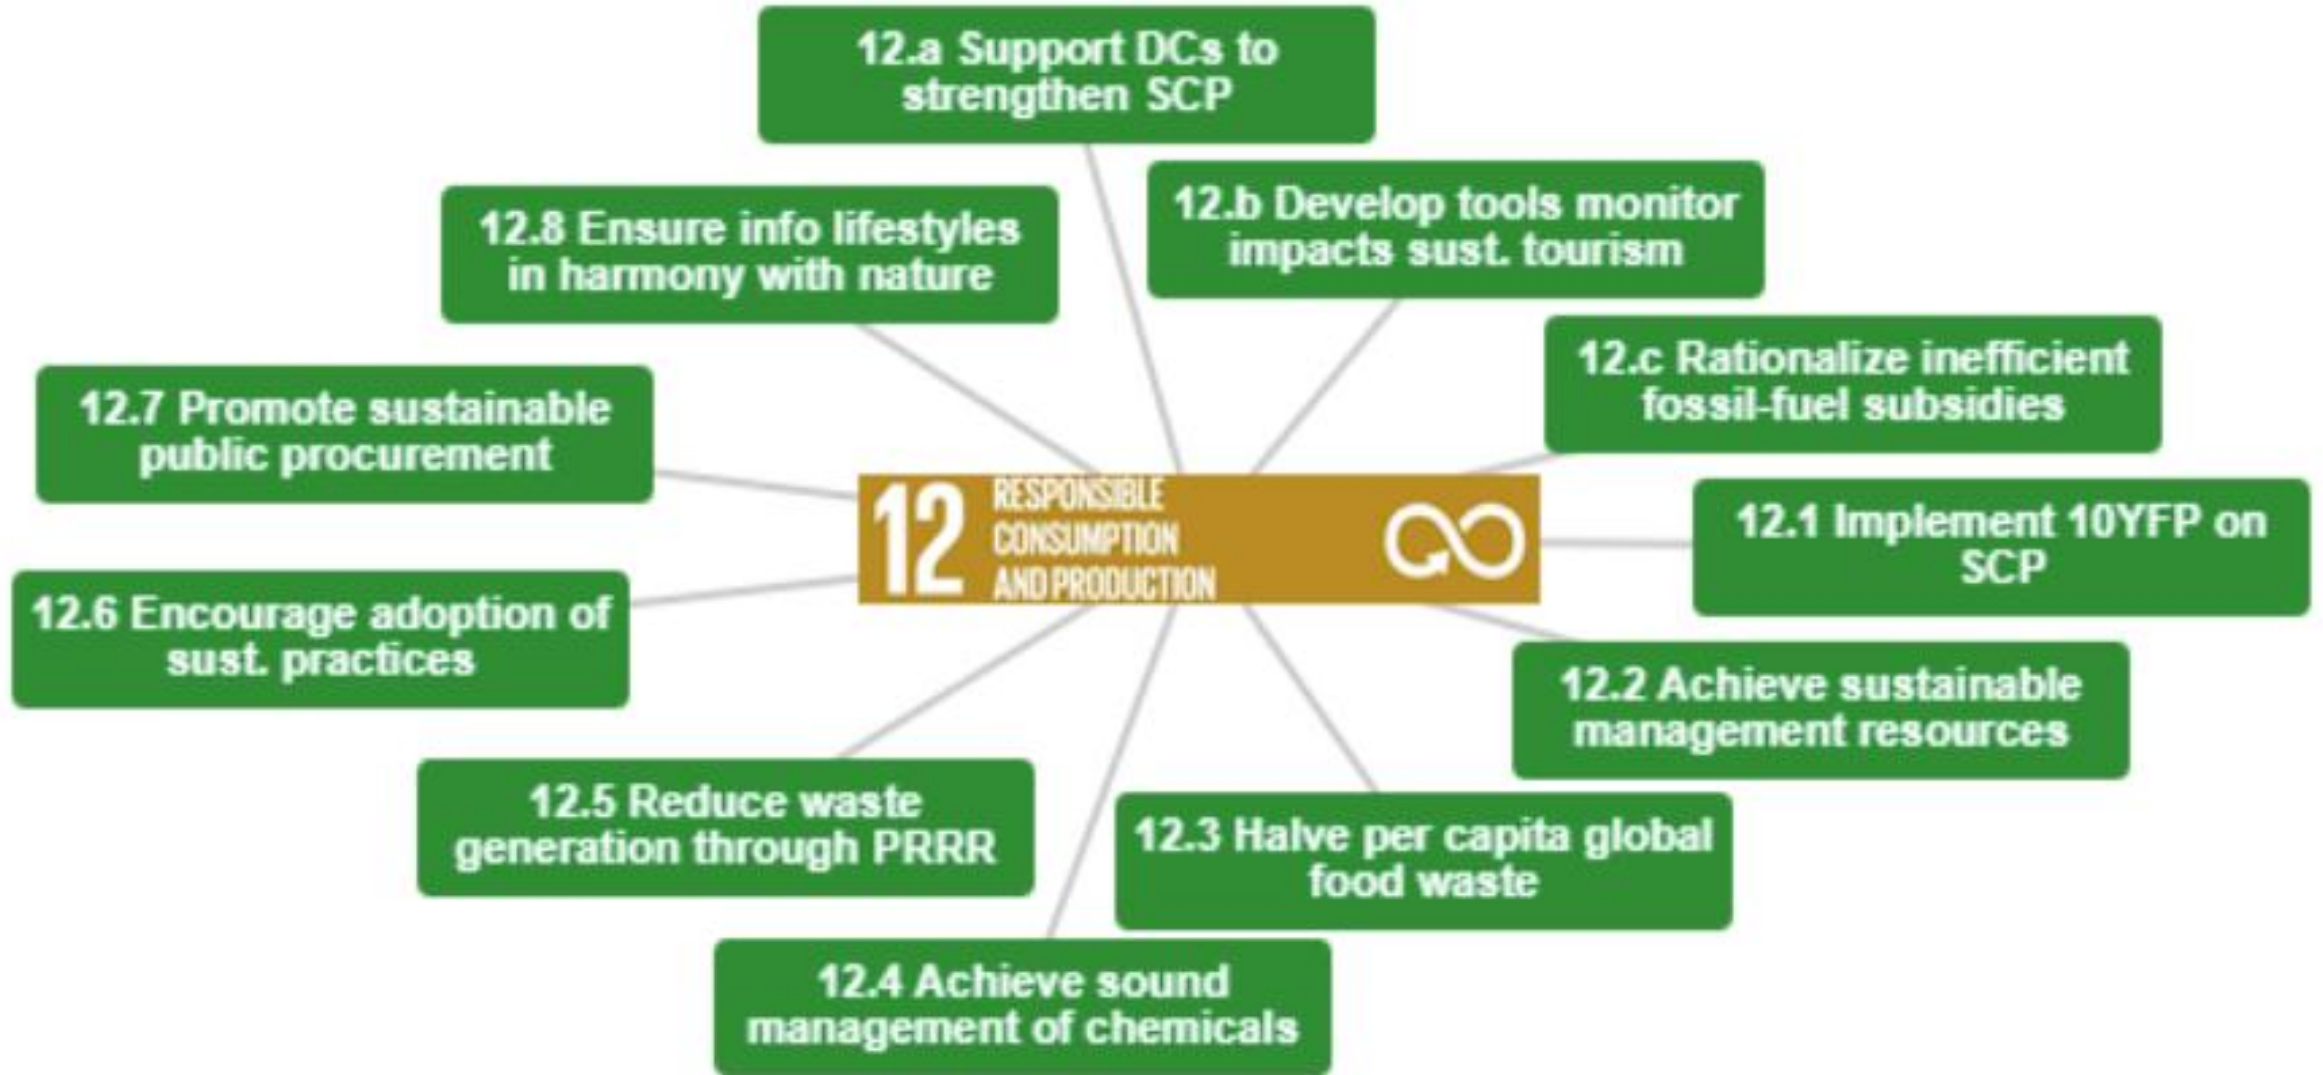 12.a Support DCs to
strengthen SCP
12.b Develop tools monitor
impacts sust. tourism
12.8 Ensure info lifestyles
in harmony with nature
12.c Rationalize inefficient
fossil-fuel subsidies
12.7 Promote sustainable
public procurement
12
RESPONSIBLE
CONSUMPTION
AND PRODUCTION
12.1 Implement 10YFP on
SCP
12.6 Encourage adoption of
sust. practices
12.2 Achieve sustainable
management resources
12.5 Reduce waste
generation through PRRR
12.3 Halve per capita global
food waste
12.4 Achieve sound
management of chemicals